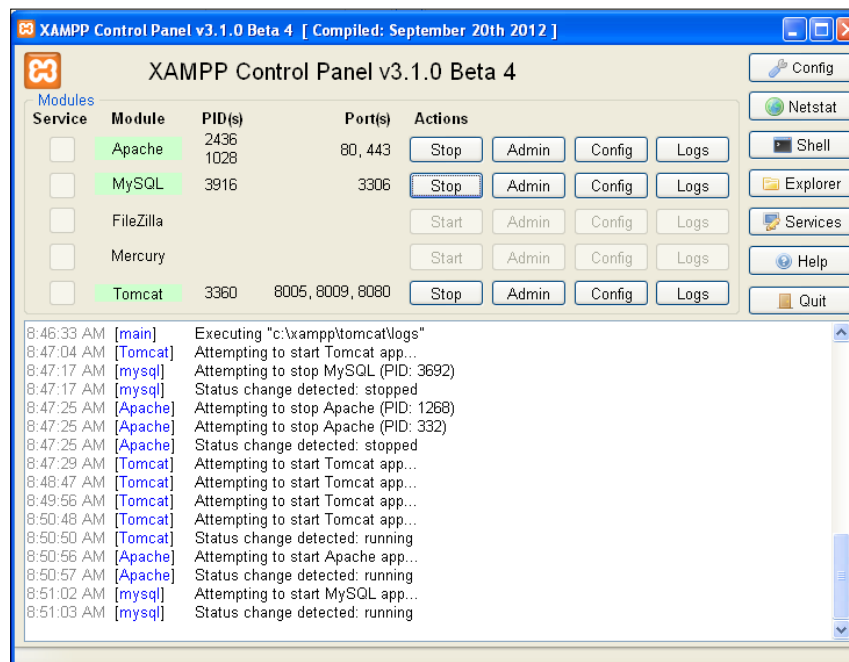 XAMPP Control Panel v3.1.0 Beta 4 [ Compiled: September 20th 2012 ]
XAMPP Control Panel v3.1.0 Beta 4
Config
Modules
Service Module PID(s) Port(s) Actions
Netstat
Apache 2436 1028 80, 443 Stop Admin Config Logs
Shell
MySQL 3916 3306 Stop Admin Config Logs
Explorer
FileZilla Start Admin Config Logs
Services
Mercury Start Admin Config Logs
Help
Tomcat 3360 8005, 8009, 8080 Stop Admin Config Logs
Quit
8:46:33 AM [main] Executing "c:\xampp\tomcat\logs"
8:47:04 AM [Tomcat] Attempting to start Tomcat app...
8:47:17 AM [mysql] Attempting to stop MySQL (PID: 3692)
8:47:17 AM [mysql] Status change detected: stopped
8:47:25 AM [Apache] Attempting to stop Apache (PID: 1268)
8:47:25 AM [Apache] Attempting to stop Apache (PID: 332)
8:47:25 AM [Apache] Status change detected: stopped
8:47:29 AM [Tomcat] Attempting to start Tomcat app...
8:48:47 AM [Tomcat] Attempting to start Tomcat app...
8:49:56 AM [Tomcat] Attempting to start Tomcat app...
8:50:48 AM [Tomcat] Attempting to start Tomcat app...
8:50:50 AM [Tomcat] Status change detected: running
8:50:56 AM [Apache] Attempting to start Apache app...
8:50:57 AM [Apache] Status change detected: running
8:51:02 AM [mysql] Attempting to start MySQL app...
8:51:03 AM [mysql] Status change detected: running